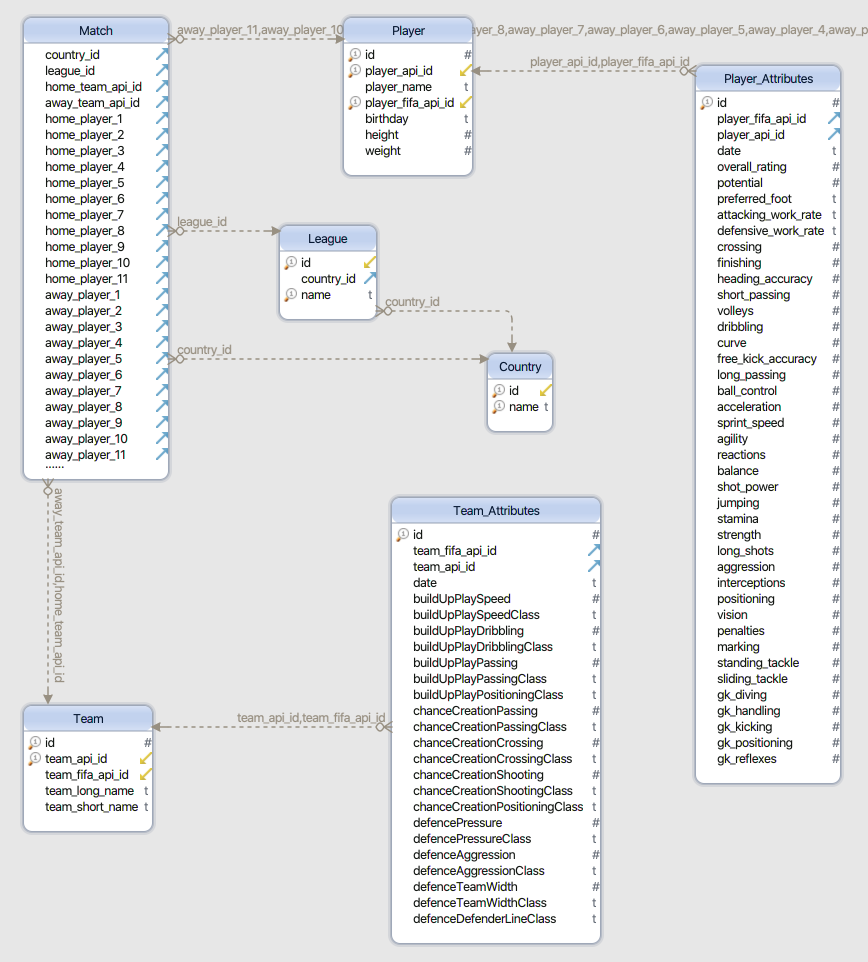 Match
country_id
league_id
home_team_api_id
away_team_api_id
home_player_1
home_player_2
home_player_3
home_player_4
home_player_5
home_player_6
home_player_7
home_player_8
home_player_9
home_player_10
home_player_11
away_player_1
away_player_2
away_player_3
away_player_4
away_player_5
away_player_6
away_player_7
away_player_8
away_player_9
away_player_10
away_player_11
......
away_player_11,away_player_10
yer_8,away_player_7,away_player_6,away_player_5,away_player_4,away_p
Player
id #
player_api_id
player_name t
player_fifa_api_id
birthday t
height #
weight #
player_api_id,player_fifa_api_id
Player_Attributes
id #
player_fifa_api_id
player_api_id
date t
overall_rating #
potential #
preferred_foot t
attacking_work_rate t
defensive_work_rate t
crossing #
finishing #
heading_accuracy #
short_passing #
volleys #
dribbling #
curve #
free_kick_accuracy #
long_passing #
ball_control #
acceleration #
sprint_speed #
agility #
reactions #
balance #
shot_power #
jumping #
stamina #
strength #
long_shots #
aggression #
interceptions #
positioning #
vision #
penalties #
marking #
standing_tackle #
sliding_tackle #
gk_diving #
gk_handling #
gk_kicking #
gk_positioning #
gk_reflexes #
league_id
League
id
country_id
name t
country_id
country_id
Country
id
name t
away_team_api_id,home_team_api_id
Team
id #
team_api_id
team_fifa_api_id
team_long_name t
team_short_name t
team_api_id,team_fifa_api_id
Team_Attributes
id #
team_fifa_api_id
team_api_id
date t
buildUpPlaySpeed #
buildUpPlaySpeedClass t
buildUpPlayDribbling #
buildUpPlayDribblingClass t
buildUpPlayPassing #
buildUpPlayPassingClass t
buildUpPlayPositioningClass t
chanceCreationPassing #
chanceCreationPassingClass t
chanceCreationCrossing #
chanceCreationCrossingClass t
chanceCreationShooting #
chanceCreationShootingClass t
chanceCreationPositioningClass t
defencePressure #
defencePressureClass t
defenceAggression #
defenceAggressionClass t
defenceTeamWidth #
defenceTeamWidthClass t
defenceDefenderLineClass t